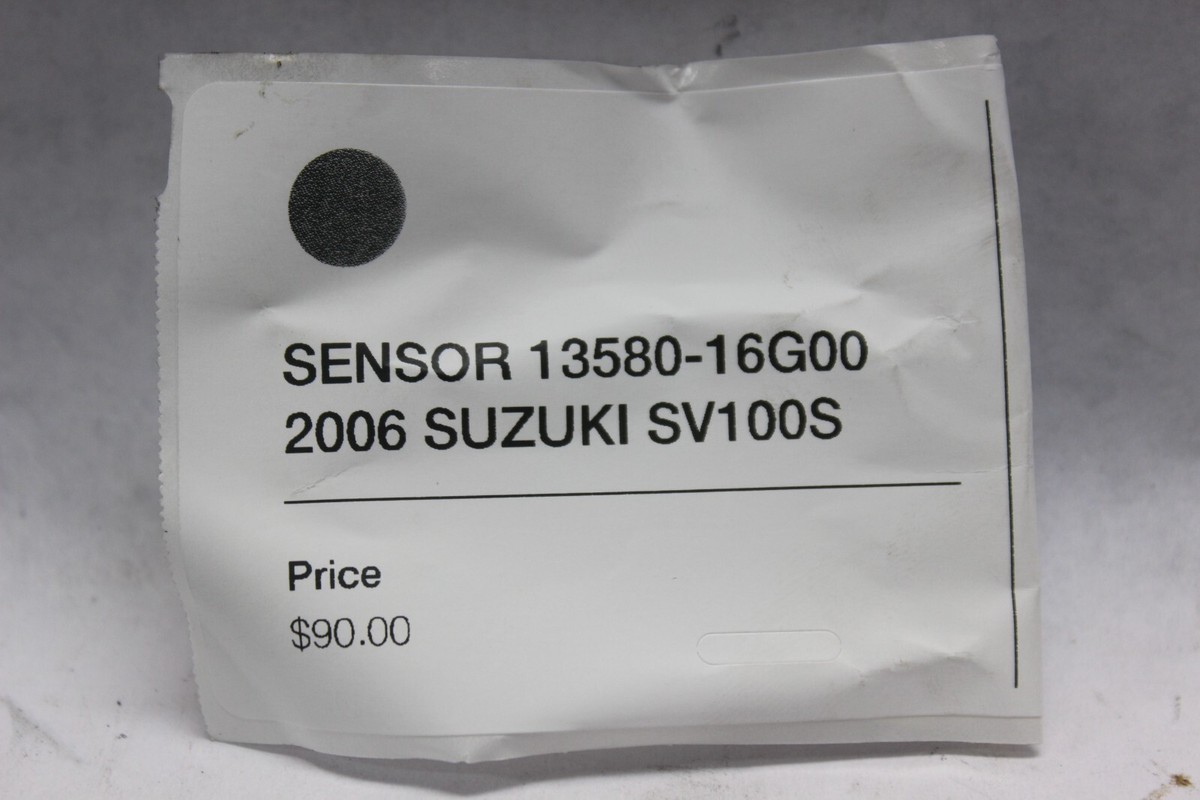 SENSOR 13580-16G00
2006 SUZUKI SV100S
Price
$90.00